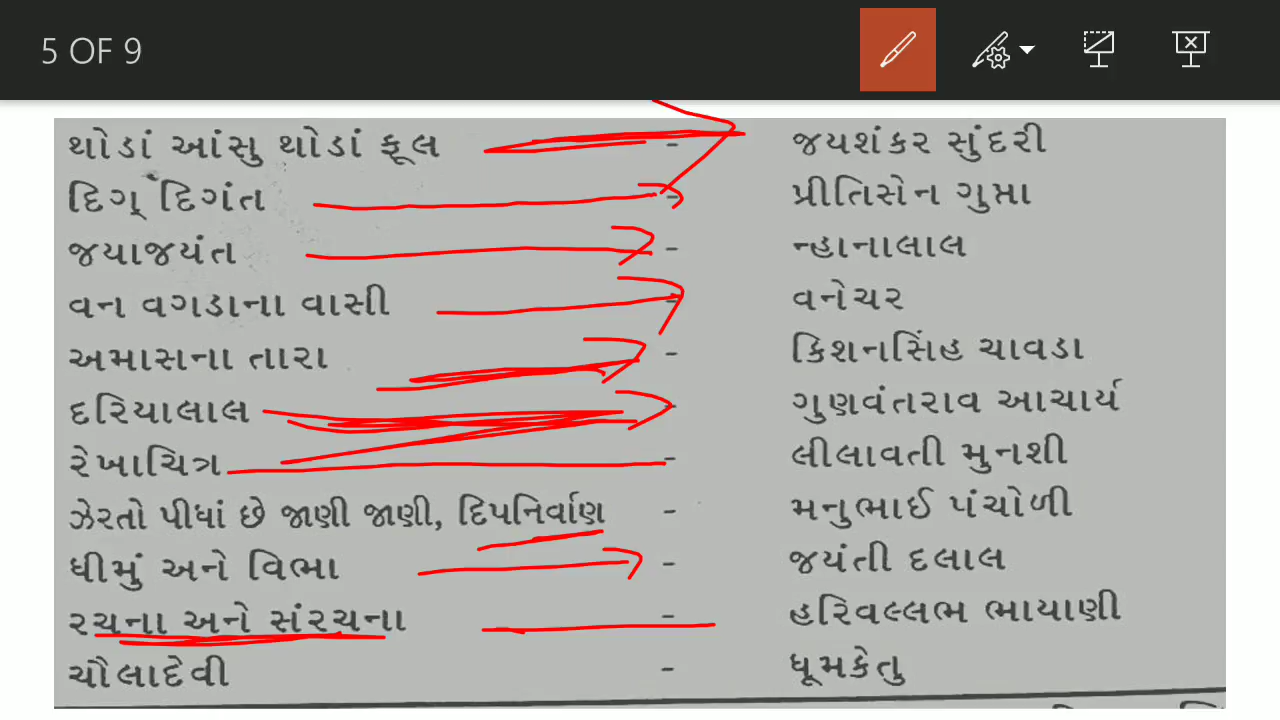 5 OF 9
થોડાં આંસુ થોડાં ફૂલ - જયશંકર સુંદરી
દિગ્ દિગંત - પ્રીતિસેન ગુપ્તા
જયાજયંત - ન્હાનાલાલ
વન વગડાના વાસી - વનેચર
અમાસના તારા - કિશનસિંહ ચાવડા
દરિયાલાલ - ગુણવંતરાવ આચાર્ય
રેખાચિત્ર - લીલાવતી મુનશી
ઝેરતો પીધાં છે જાણી જાણી, દિપનિર્વાણ - મનુભાઈ પંચોળી
ધીમું અને વિભા - જયંતી દલાલ
રચના અને સંરચના - હરિવલ્લભ ભાયાણી
ચૌલાદેવી - ધૂમકેતુ